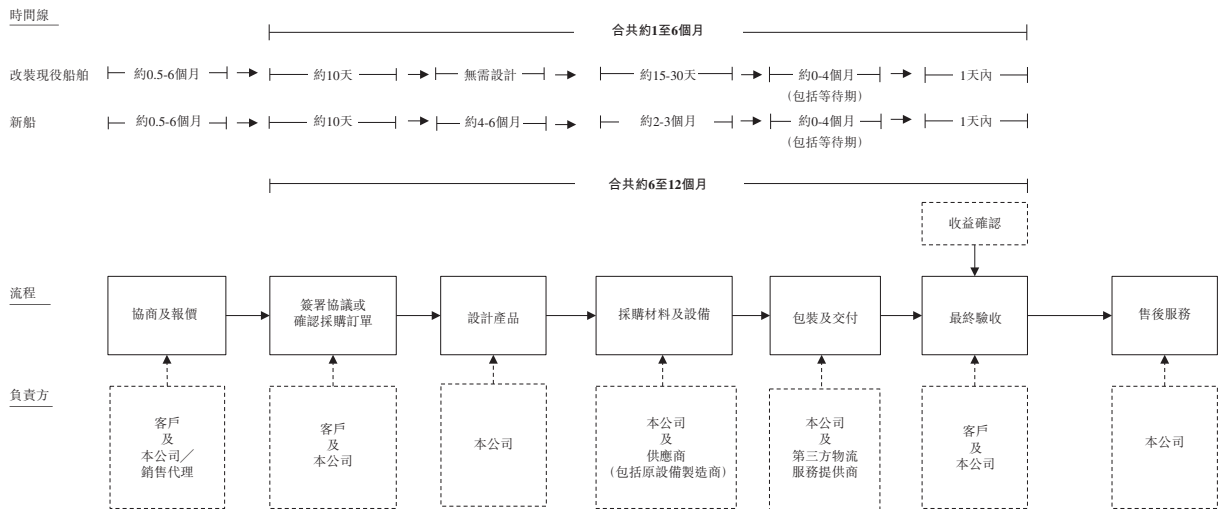 時間線
合共約1至6個月
改裝現役船舶
約0.5-6個月
約10天
無需設計
約15-30天
約0-4個月
(包括等待期)
1天內
新船
約0.5-6個月
約10天
約4-6個月
約2-3個月
約0-4個月
(包括等待期)
1天內
合共約6至12個月
收益確認
流程
協商及報價
簽署協議或
確認採購訂單
設計產品
採購材料及設備
包裝及交付
最終驗收
售後服務
負責方
客戶
及
本公司／
銷售代理
客戶
及
本公司
本公司
本公司
及
供應商
(包括原設備製造商)
本公司
及
第三方物流
服務提供商
客戶
及
本公司
本公司